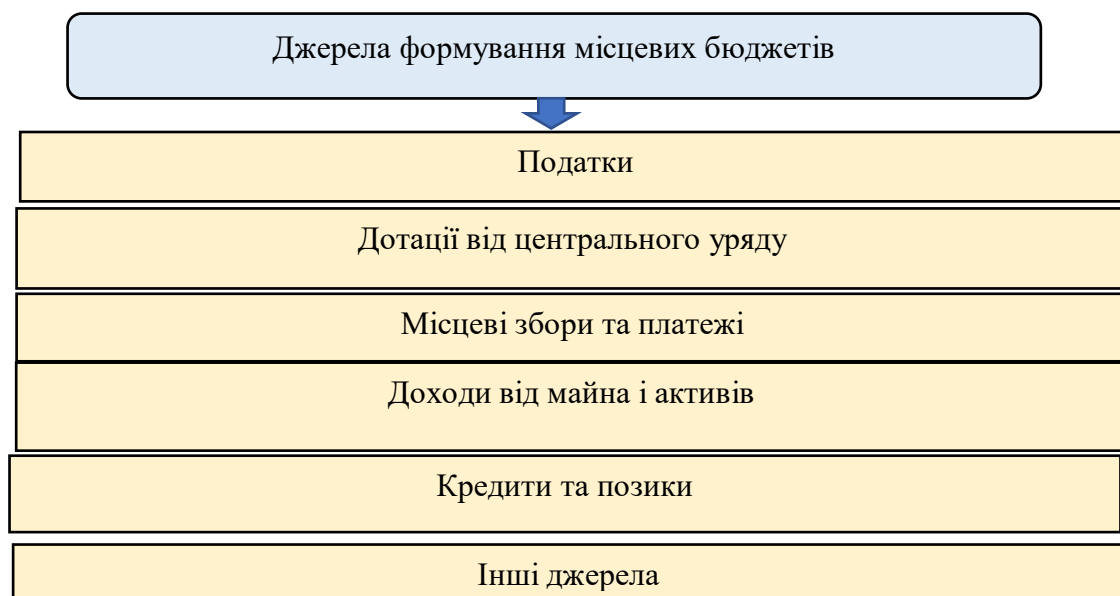 Джерела формування місцевих бюджетів
Податки
Дотації від центрального уряду
Місцеві збори та платежі
Доходи від майна і активів
Кредити та позики
Інші джерела